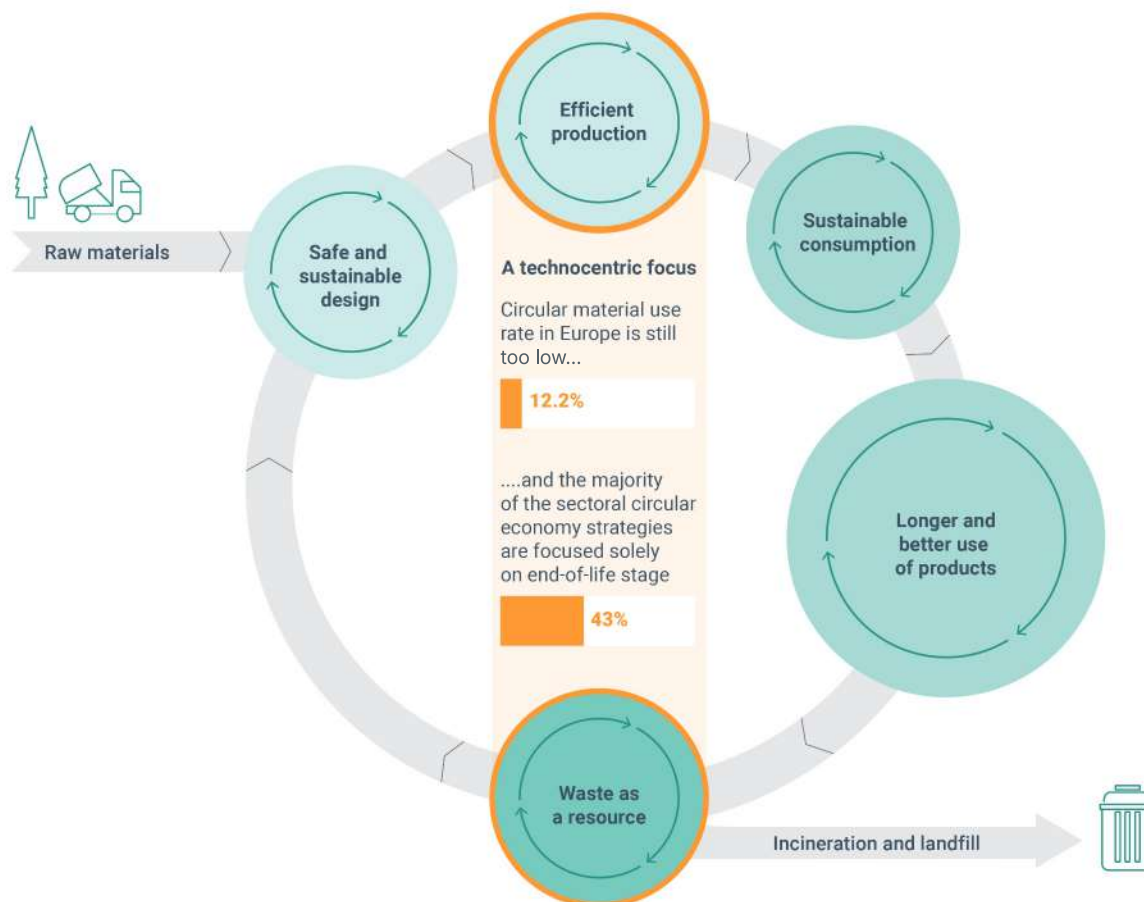 Efficient
production
Raw materials
Safe and
sustainable
design
Sustainable
consumption
A technocentric focus
Circular material use
rate in Europe is still
too low...
12.2%
....and the majority
of the sectoral circular
economy strategies
are focused solely
on end-of-life stage
43%
Longer and
better use
of products
Waste as
a resource
Incineration and landfill